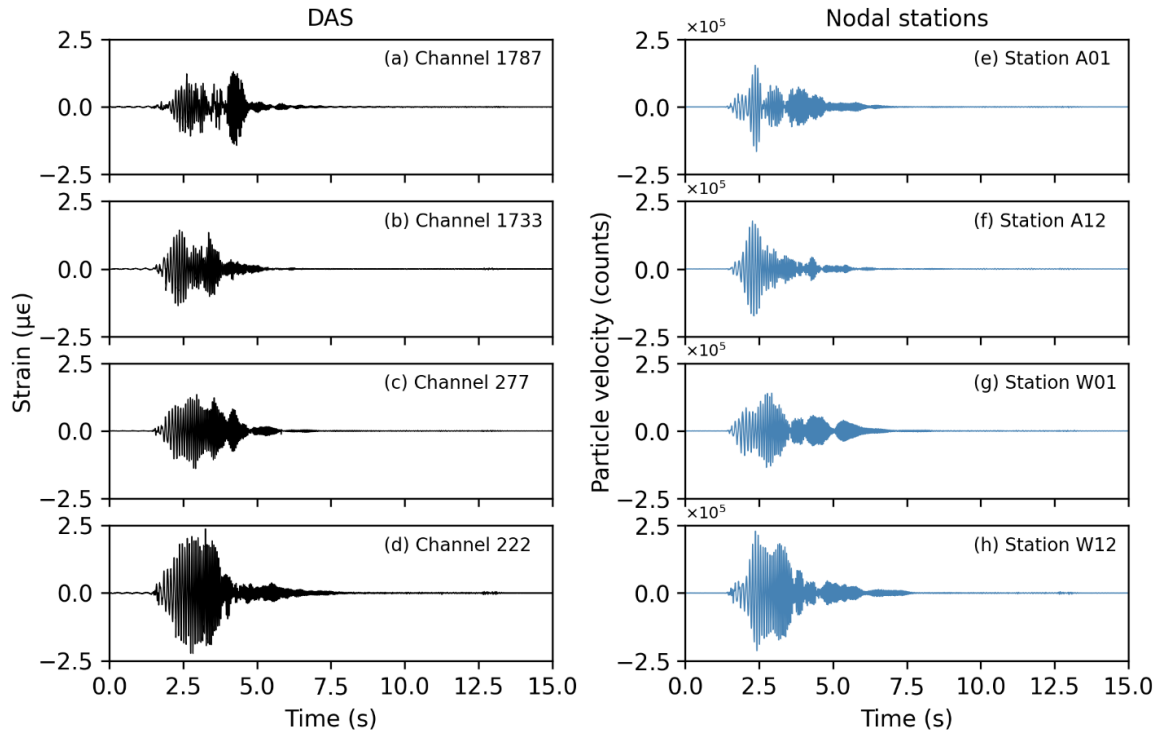 DAS
Nodal stations
Strain (μϵ)
2.5
0.0
−2.5
(a) Channel 1787
2.5
0.0
−2.5
(b) Channel 1733
2.5
0.0
−2.5
(c) Channel 277
2.5
0.0
−2.5
(d) Channel 222
0.0 2.5 5.0 7.5 10.0 12.5 15.0
Time (s)
Particle velocity (counts)
×10⁵
2.5
0.0
−2.5
(e) Station A01
×10⁵
2.5
0.0
−2.5
(f) Station A12
×10⁵
2.5
0.0
−2.5
(g) Station W01
×10⁵
2.5
0.0
−2.5
(h) Station W12
0.0 2.5 5.0 7.5 10.0 12.5 15.0
Time (s)